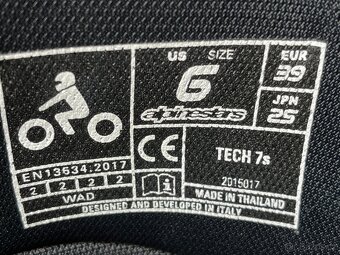 US SIZE
6
alpinestars
EUR
39
JPN
25
EN13634:2017
2 2 2 2
WAD
CE
TECH 7s
2015017
MADE IN THAILAND
DESIGNED AND DEVELOPED IN ITALY